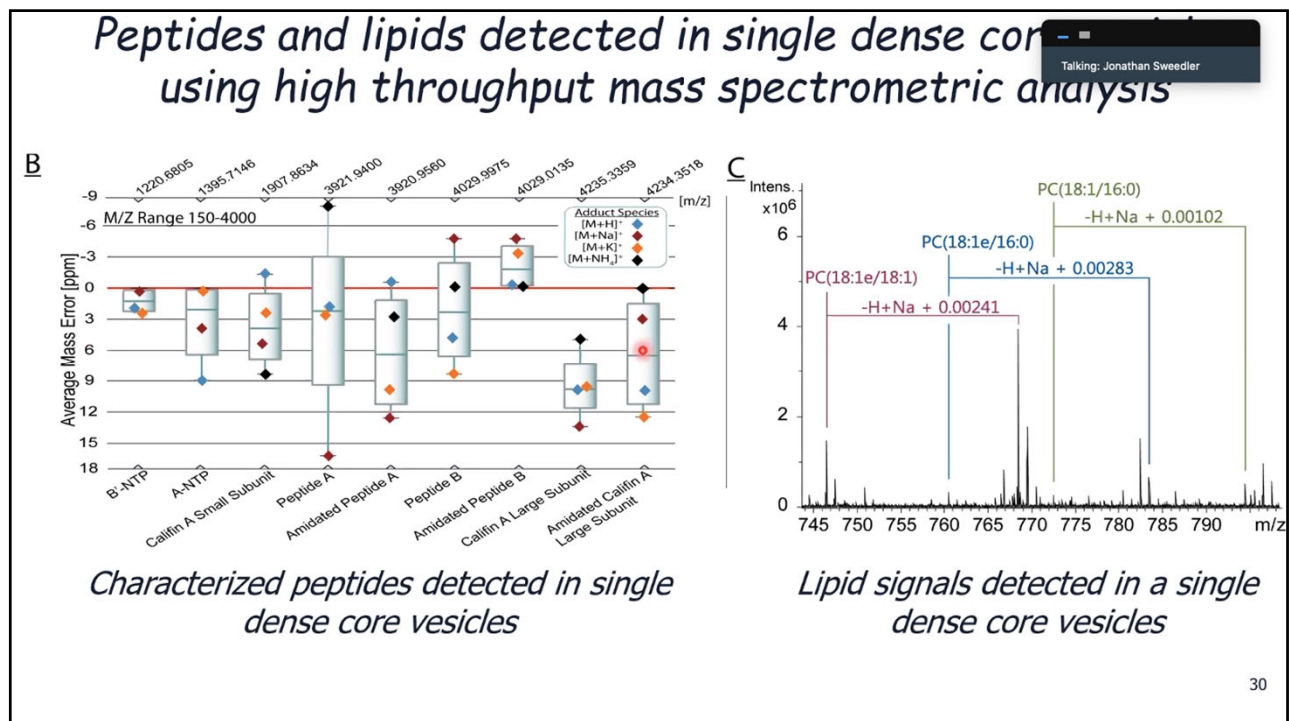 Peptides and lipids detected in single dense
using high throughput mass spectrometric analysis
Talking: Jonathan Sweedler
B
1220.6805
1395.7146
1907.8634
3921.9400
3920.9560
4029.9975
4029.0135
4235.3359
4234.3518
[m/z]
M/Z Range 150-4000
Adduct Species
[M+H]⁺
[M+Na]⁺
[M+K]⁺
[M+NH₄]⁺
Average Mass Error [ppm]
-9
-6
-3
0
3
6
9
12
15
18
B'-NTP
A-NTP
Califin A Small Subunit
Peptide A
Amidated Peptide A
Peptide B
Amidated Peptide B
Califin A Large Subunit
Amidated Califin A
Large Subunit
Characterized peptides detected in single
dense core vesicles
C
Intens.
x10⁶
6
4
2
0
PC(18:1/16:0)
-H+Na + 0.00102
PC(18:1e/16:0)
-H+Na + 0.00283
PC(18:1e/18:1)
-H+Na + 0.00241
745 750 755 760 765 770 775 780 785 790 m/z
Lipid signals detected in a single
dense core vesicles
30